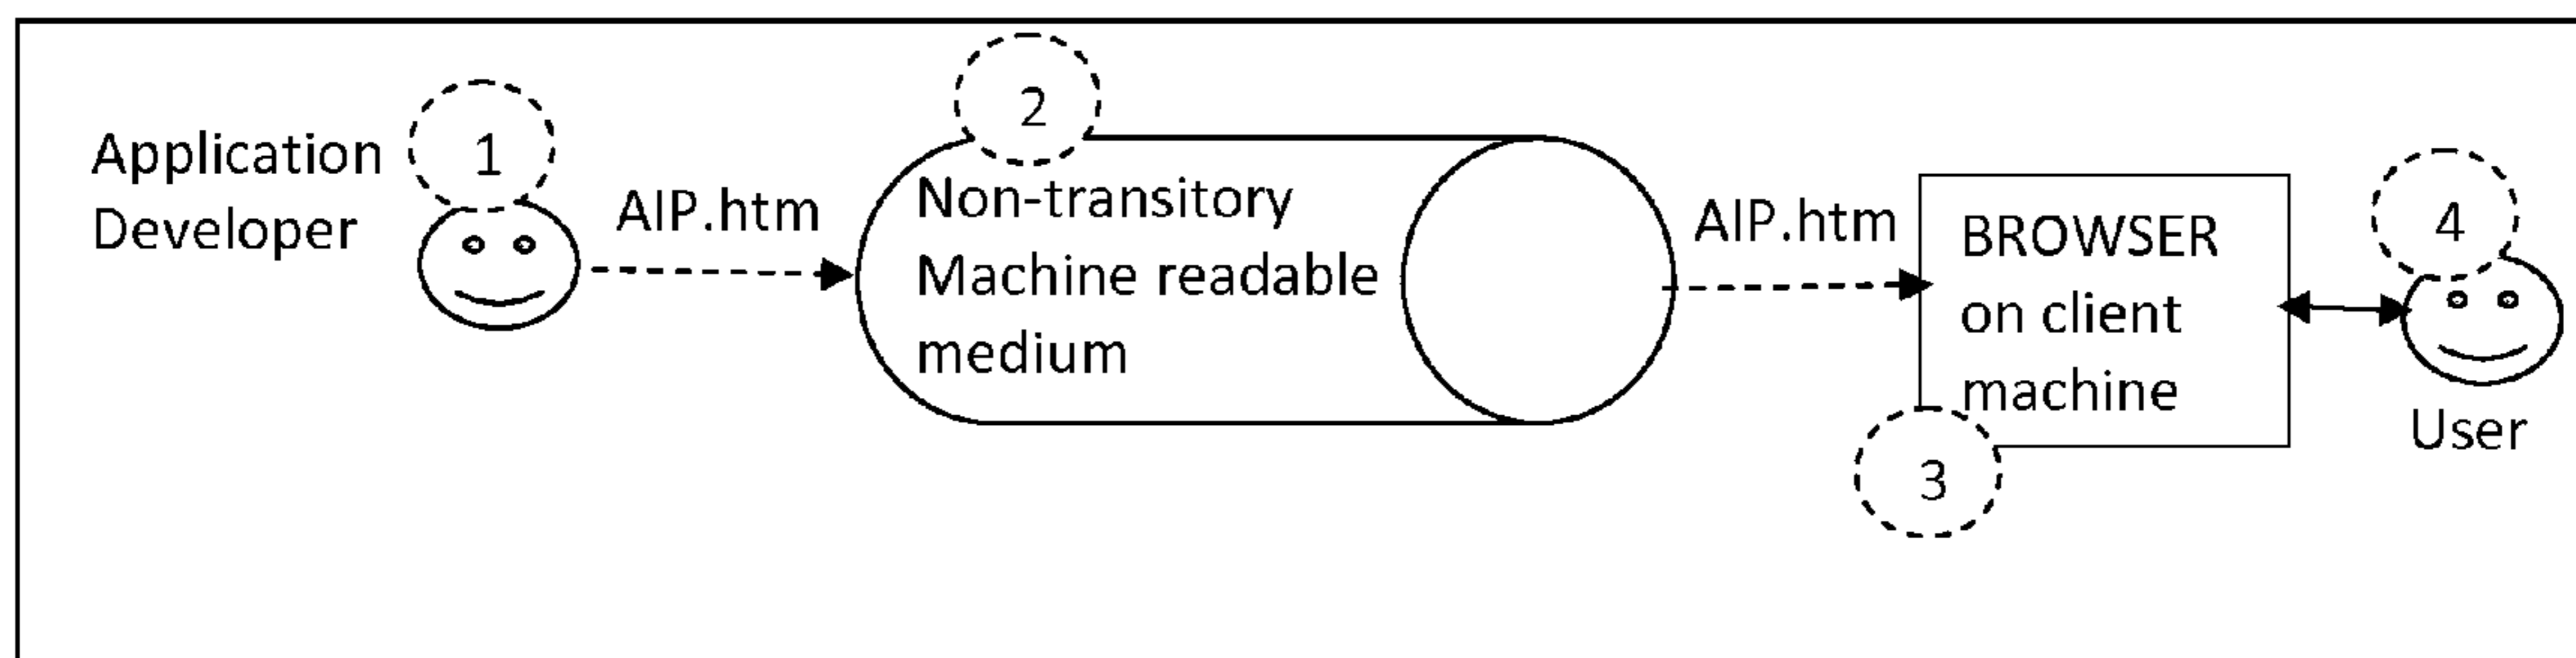 Application
Developer
1
AIP.htm
2
Non-transitory
Machine readable
medium
AIP.htm
BROWSER
on client
machine
3
4
User